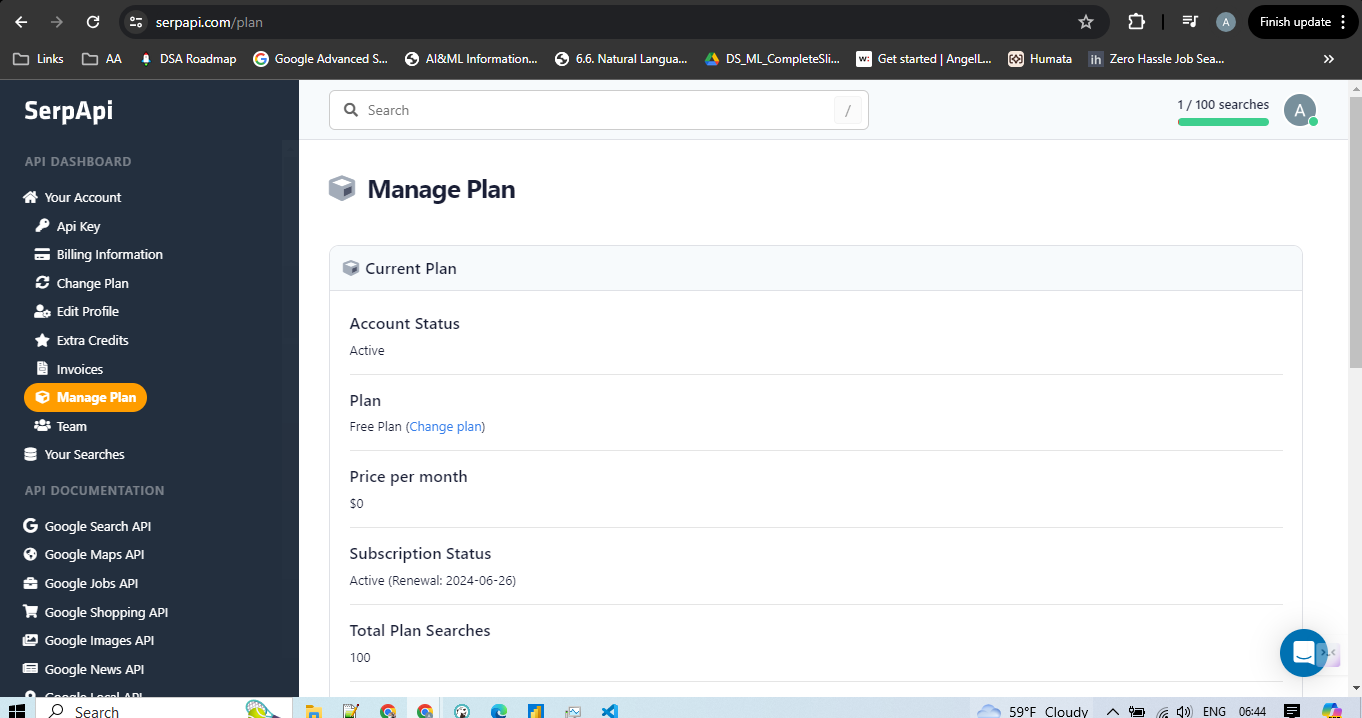 serpapi.com/plan
A
Finish update
Links
AA
DSA Roadmap
Google Advanced S...
AI&ML Information...
6.6. Natural Langua...
DS_ML_CompleteSli...
w:
Get started | AngelL...
Humata
ih
Zero Hassle Job Sea...
SerpApi
Search
/
1 / 100 searches
A
API DASHBOARD
Your Account
Api Key
Billing Information
Change Plan
Edit Profile
Extra Credits
Invoices
Manage Plan
Team
Your Searches
API DOCUMENTATION
Google Search API
Google Maps API
Google Jobs API
Google Shopping API
Google Images API
Google News API
Google Local API
Manage Plan
Current Plan
Account Status
Active
Plan
Free Plan (Change plan)
Price per month
$0
Subscription Status
Active (Renewal: 2024-06-26)
Total Plan Searches
100
Search
59°F Cloudy
ENG
06:44